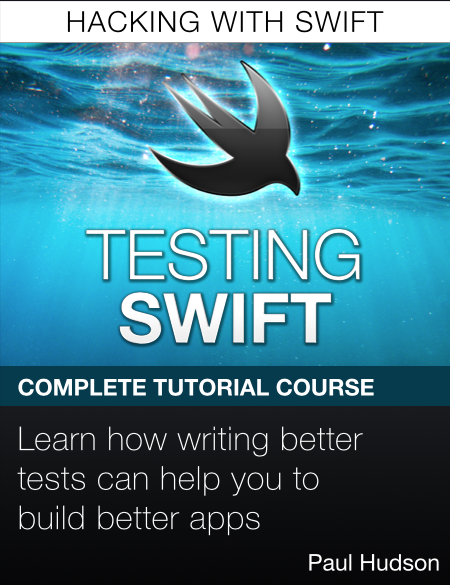 HACKING WITH SWIFT
TESTING
SWIFT
COMPLETE TUTORIAL COURSE
Learn how writing better
tests can help you to
build better apps
Paul Hudson